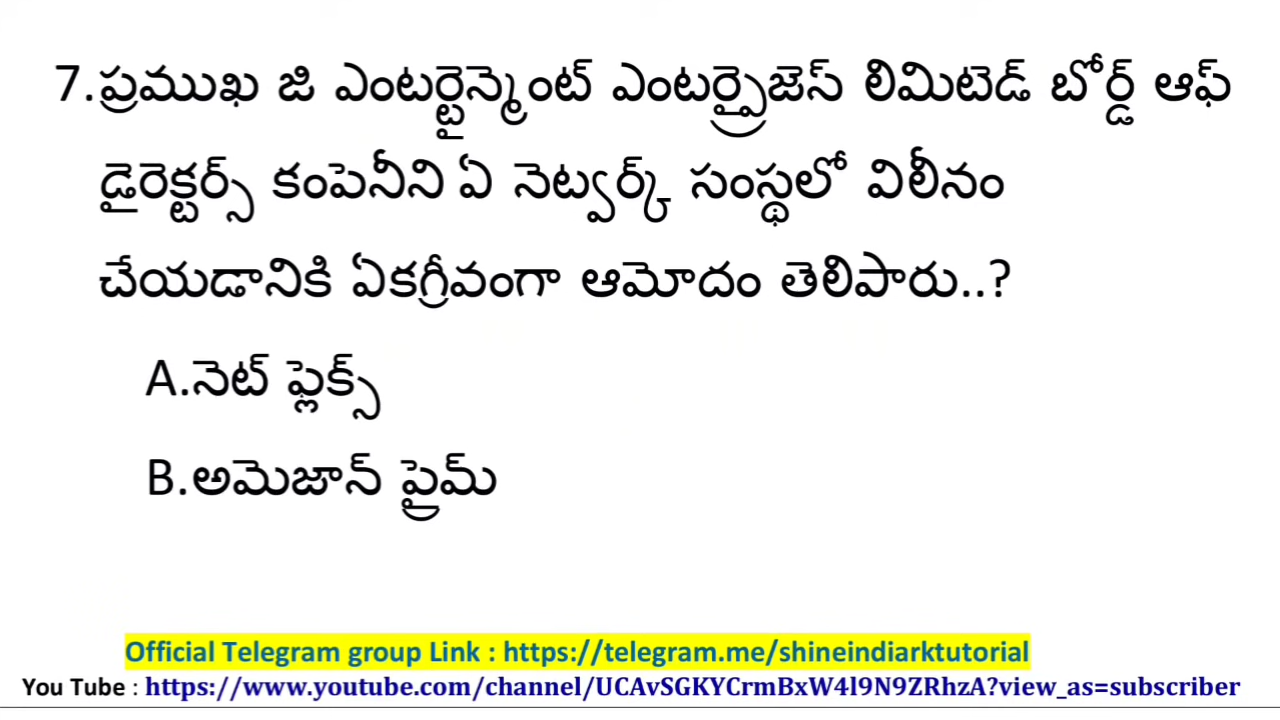 7.ప్రముఖ జి ఎంటర్టైన్మెంట్ ఎంటర్ప్రైజెస్ లిమిటెడ్ బోర్డ్ ఆఫ్
డైరెక్టర్స్ కంపెనీని ఏ నెట్వర్క్ సంస్థలో విలీనం
చేయడానికి ఏకగ్రీవంగా ఆమోదం తెలిపారు..?
A.నెట్ ఫ్లెక్స్
B.అమెజాన్ ప్రైమ్
Official Telegram group Link : https://telegram.me/shineindiarktutorial
You Tube : https://www.youtube.com/channel/UCAvSGKYCrmBxW4l9N9ZRhzA?view_as=subscriber